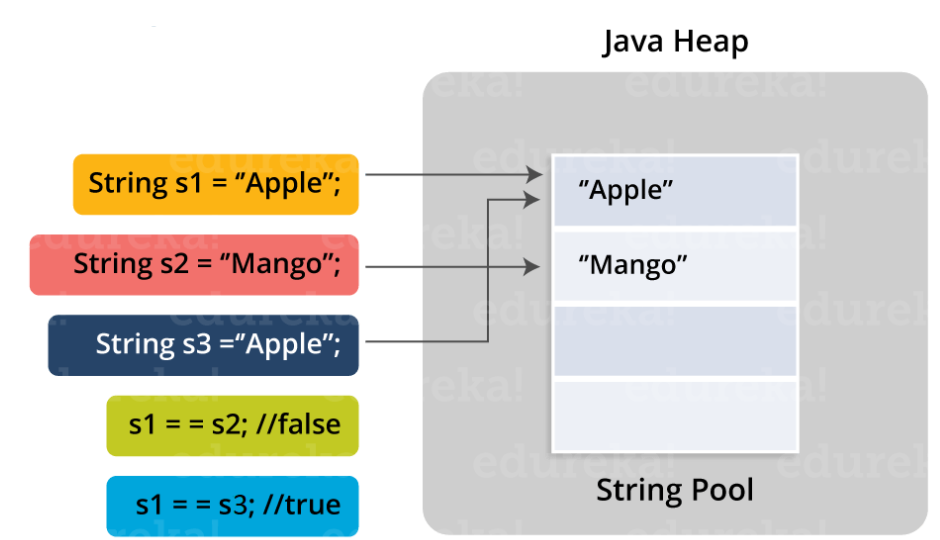 Java Heap
String s1 = “Apple”;
String s2 = “Mango”;
String s3 =“Apple”;
s1 = = s2; //false
s1 = = s3; //true
“Apple”
“Mango”
String Pool
edureka!